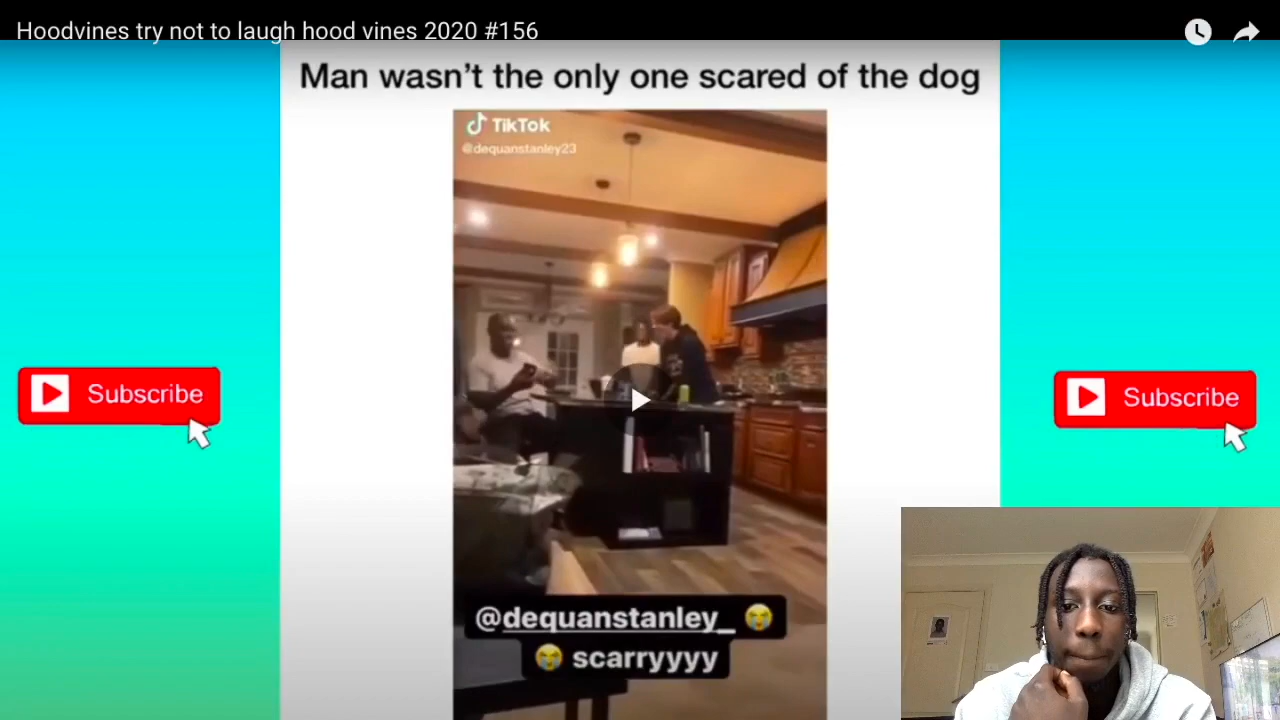 Hoodvines try not to laugh hood vines 2020 #156
Man wasn't the only one scared of the dog
TikTok
@dequanstanley23
Subscribe
Subscribe
@dequanstanley_ 😭
😭 scarryyyy